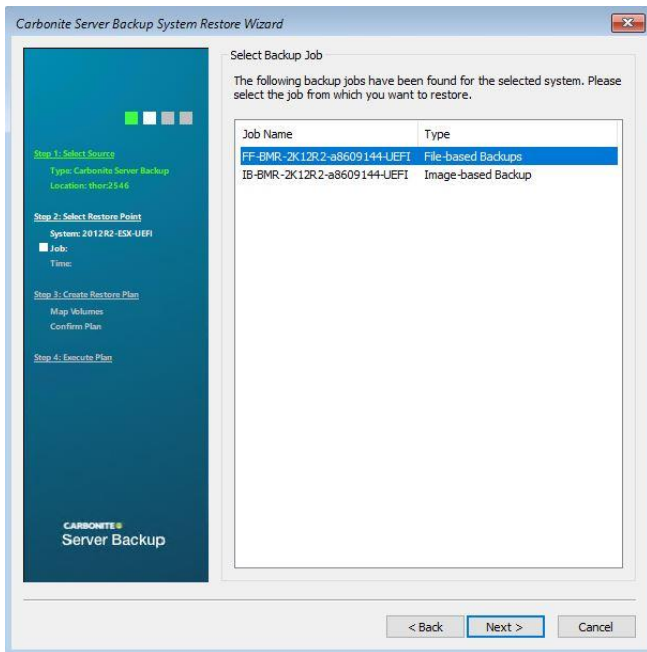 Carbonite Server Backup System Restore Wizard
Step 1: Select Source
Type: Carbonite Server Backup
Location: thor:2546
Step 2: Select Restore Point
System: 2012R2-ESX-UEFI
Job:
Time:
Step 3: Create Restore Plan
Map Volumes
Confirm Plan
Step 4: Execute Plan
CARBONITE
Server Backup
Select Backup Job
The following backup jobs have been found for the selected system. Please
select the job from which you want to restore.
Job Name Type
FF-BMR-2K12R2-a8609144-UEFI File-based Backups
IB-BMR-2K12R2-a8609144-UEFI Image-based Backup
< Back Next > Cancel